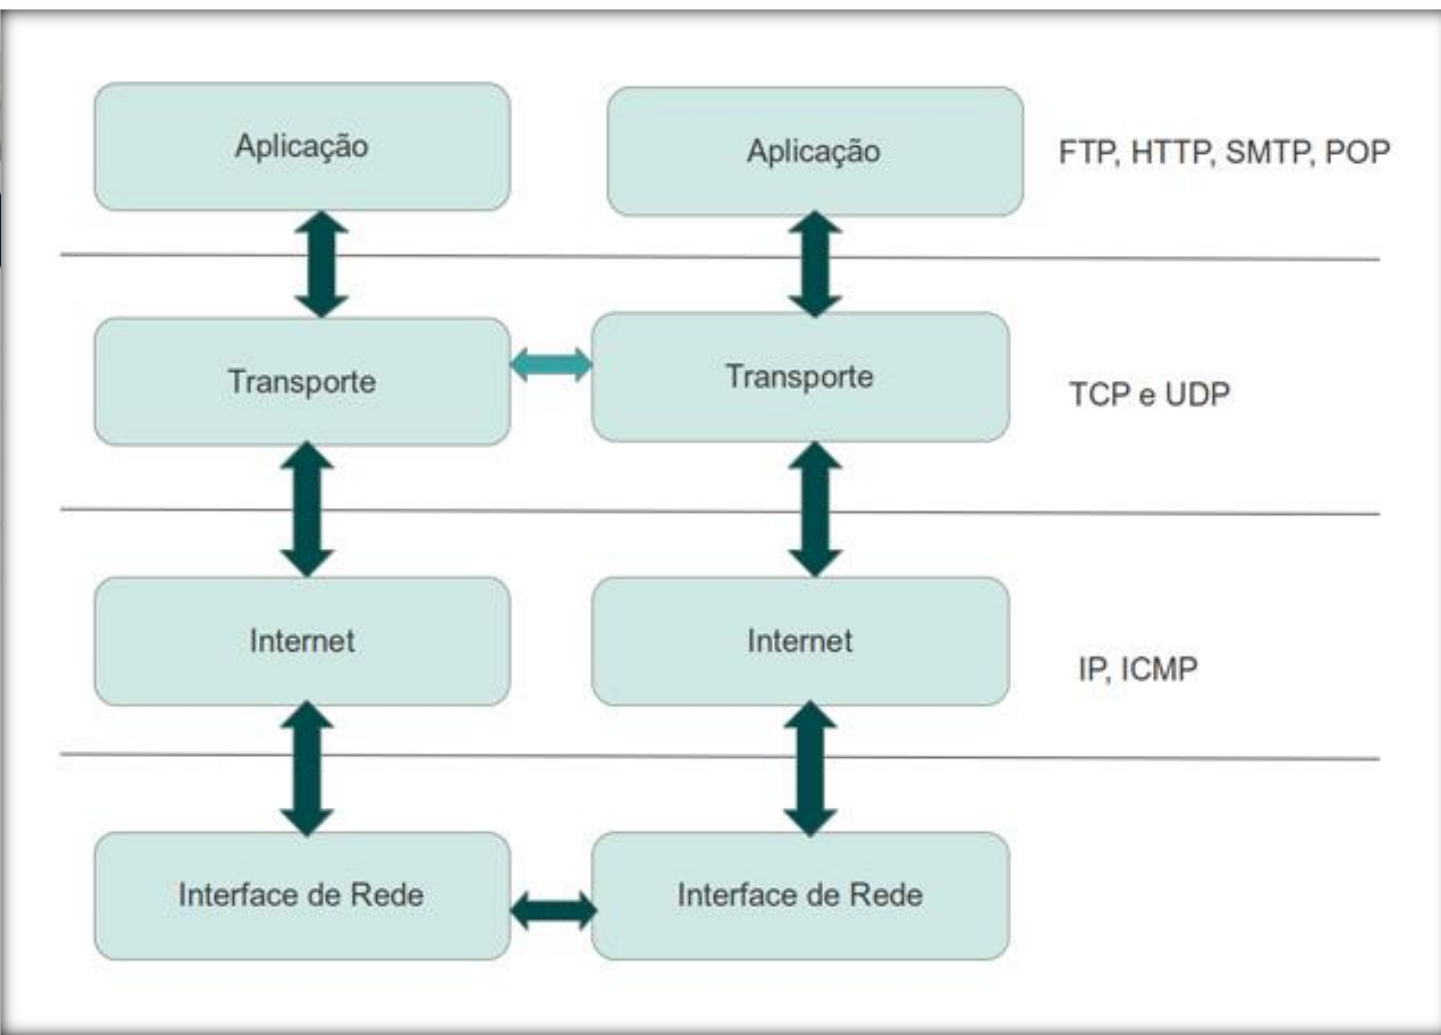 Aplicação
Aplicação
FTP, HTTP, SMTP, POP
Transporte
Transporte
TCP e UDP
Internet
Internet
IP, ICMP
Interface de Rede
Interface de Rede